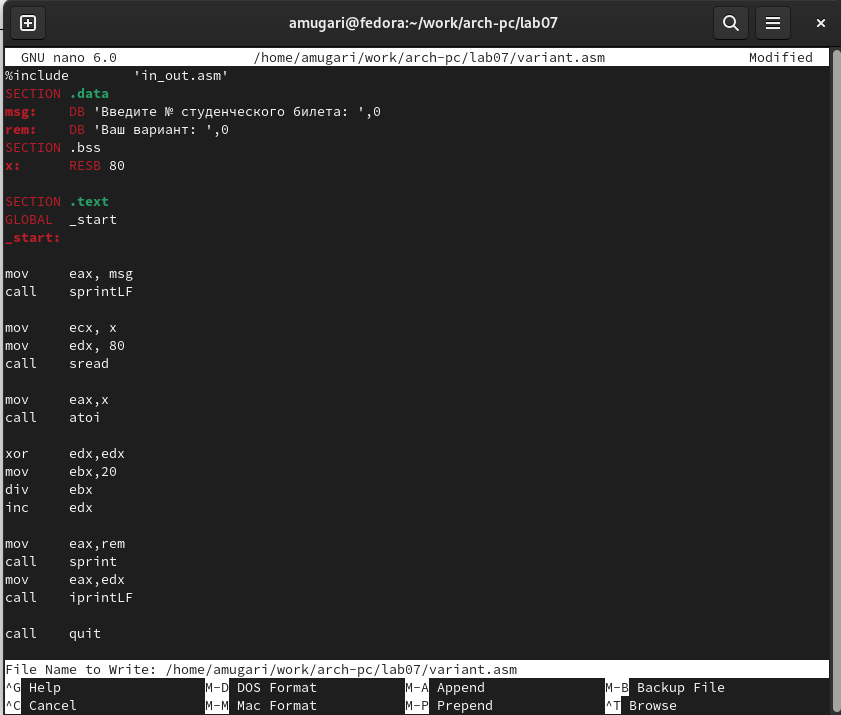 amugari@fedora:~/work/arch-pc/lab07
GNU nano 6.0 /home/amugari/work/arch-pc/lab07/variant.asm Modified
%include 'in_out.asm'
SECTION .data
msg: DB 'Введите № студенческого билета: ',0
rem: DB 'Ваш вариант: ',0
SECTION .bss
x: RESB 80
SECTION .text
GLOBAL _start
_start:
mov eax, msg
call sprintLF
mov ecx, x
mov edx, 80
call sread
mov eax,x
call atoi
xor edx,edx
mov ebx,20
div ebx
inc edx
mov eax,rem
call sprint
mov eax,edx
call iprintLF
call quit
File Name to Write: /home/amugari/work/arch-pc/lab07/variant.asm
^G Help M-D DOS Format M-A Append M-B Backup File
^C Cancel M-M Mac Format M-P Prepend ^T Browse